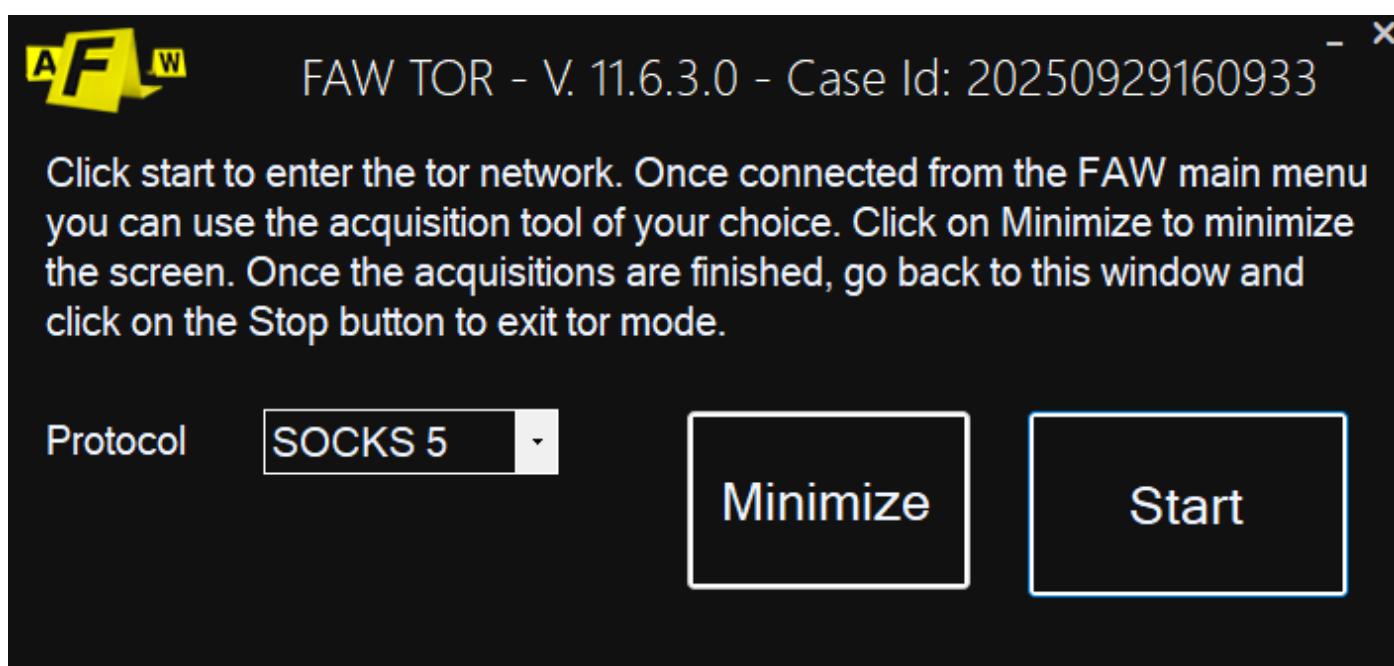 A F W
FAW TOR - V. 11.6.3.0 - Case Id: 20250929160933
Click start to enter the tor network. Once connected from the FAW main menu
you can use the acquisition tool of your choice. Click on Minimize to minimize
the screen. Once the acquisitions are finished, go back to this window and
click on the Stop button to exit tor mode.
Protocol SOCKS 5
Minimize Start